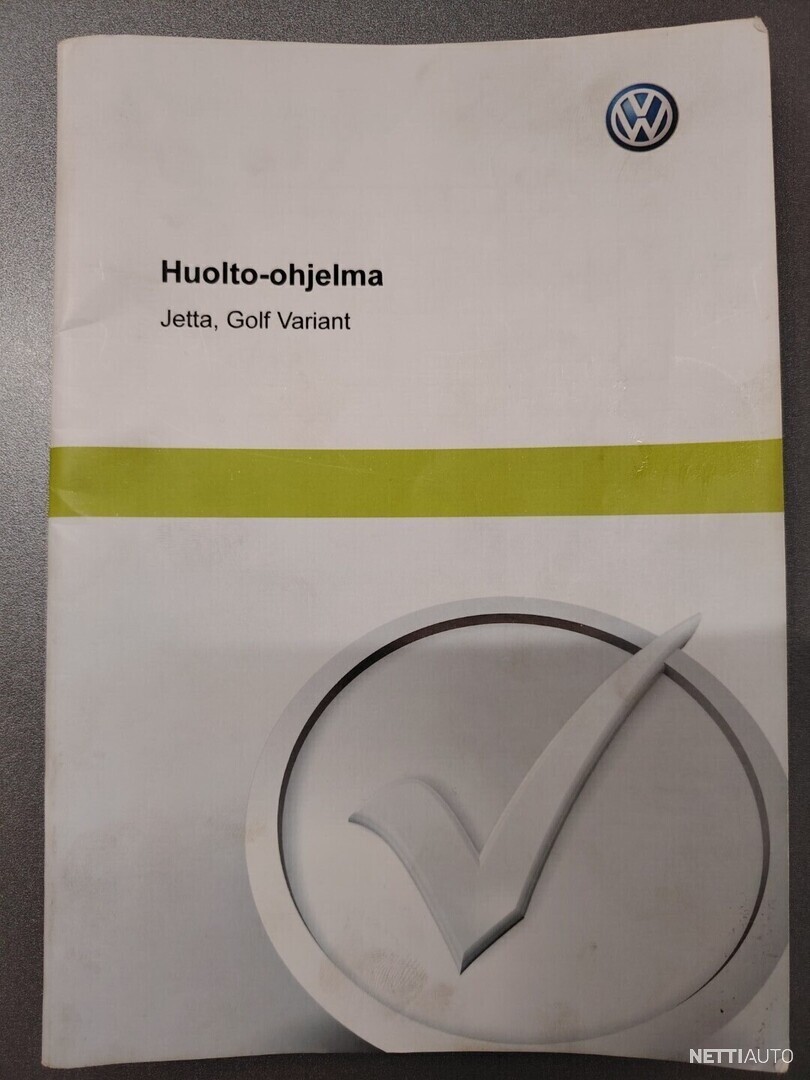 Huolto-ohjelma
Jetta, Golf Variant
NETTIAUTO